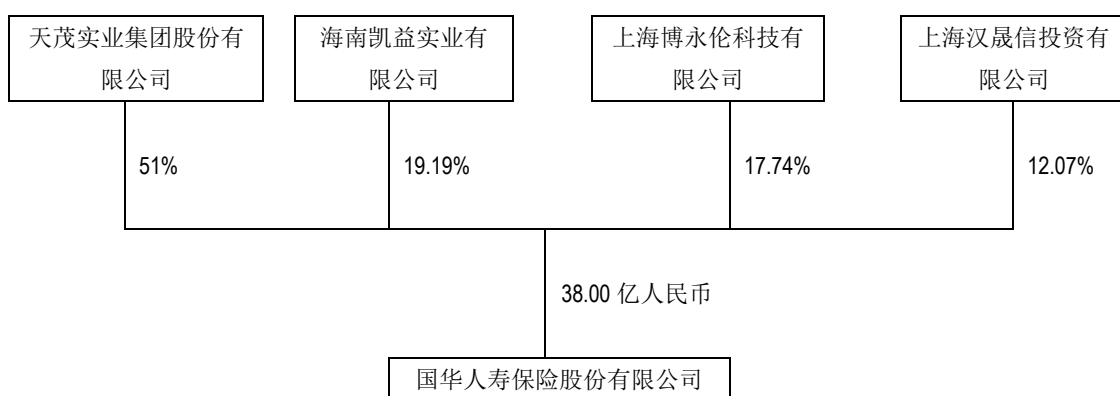 天茂实业集团股份有
限公司
海南凯益实业有
限公司
上海博永伦科技有
限公司
上海汉晟信投资有
限公司
51%
19.19%
17.74%
12.07%
38.00 亿人民币
国华人寿保险股份有限公司